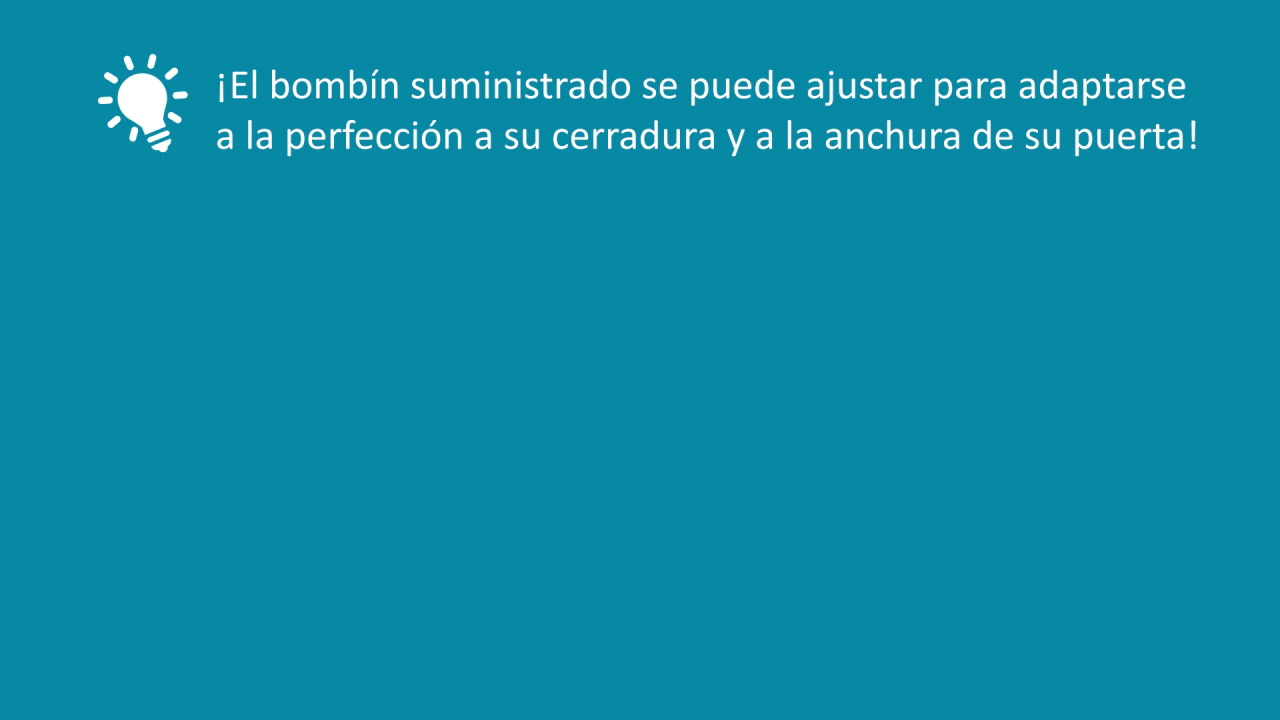 ¡El bombín suministrado se puede ajustar para adaptarse
a la perfección a su cerradura y a la anchura de su puerta!